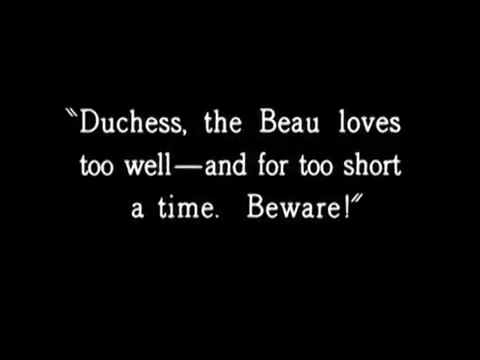 "Duchess, the Beau loves
too well—and for too short
a time. Beware!"